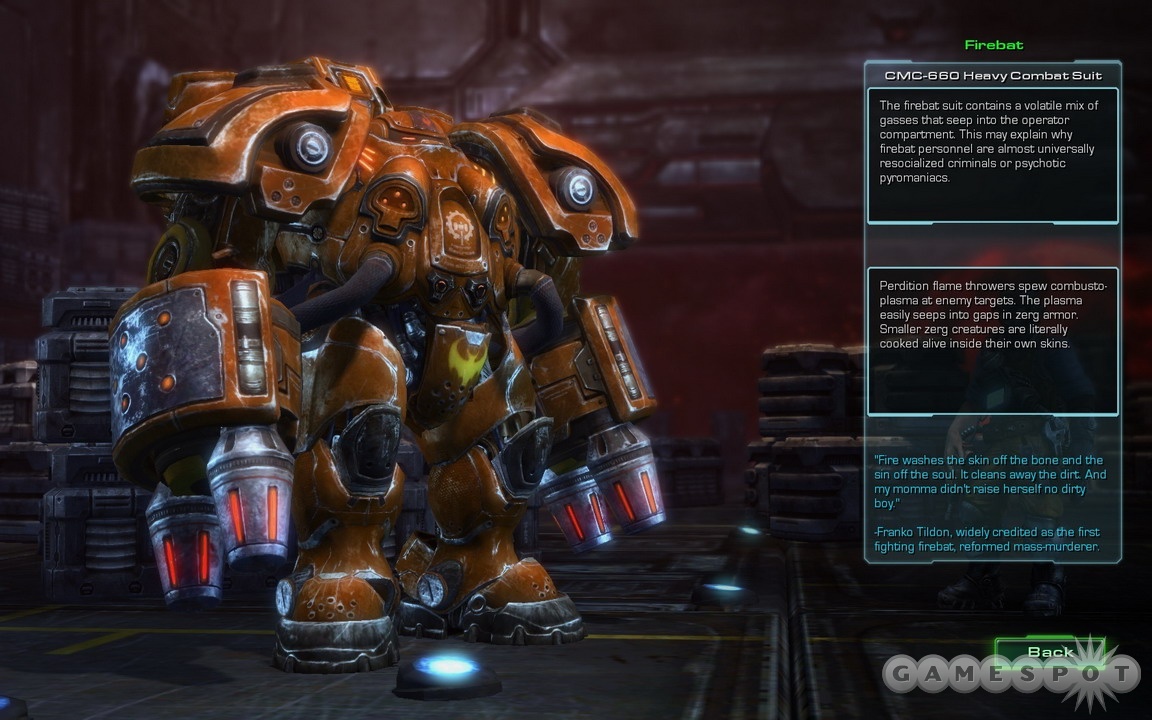 Firebat
CMC-660 Heavy Combat Suit
The firebat suit contains a volatile mix of
gasses that seep into the operator
compartment. This may explain why
firebat personnel are almost universally
resocialized criminals or psychotic
pyromaniacs.
Perdition flame throwers spew combusto-
plasma at enemy targets. The plasma
easily seeps into gaps in zerg armor.
Smaller zerg creatures are literally
cooked alive inside their own skins.
"Fire washes the skin off the bone and the
sin off the soul. It cleans away the dirt. And
my momma didn't raise herself no dirty
boy."
-Franko Tildon, widely credited as the first
fighting firebat, reformed mass-murderer.
Back
GAMESPOT